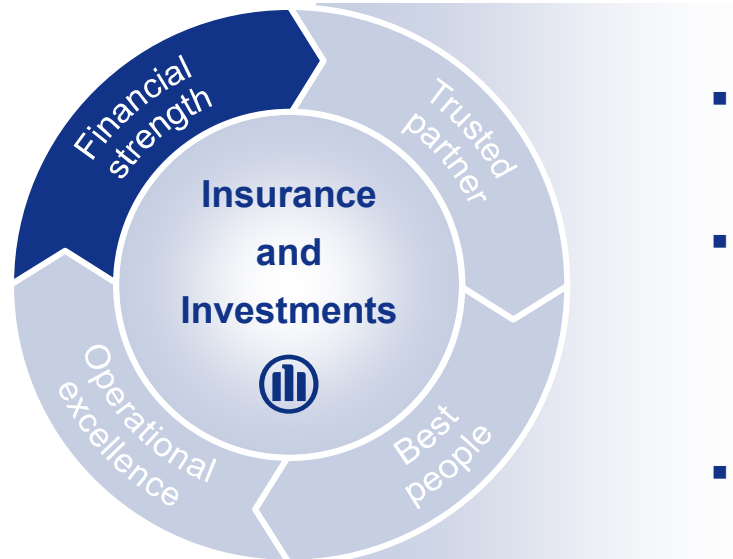 Financial
strength
Trusted
partner
Insurance
and
Investments
Operational
excellence
Best
people